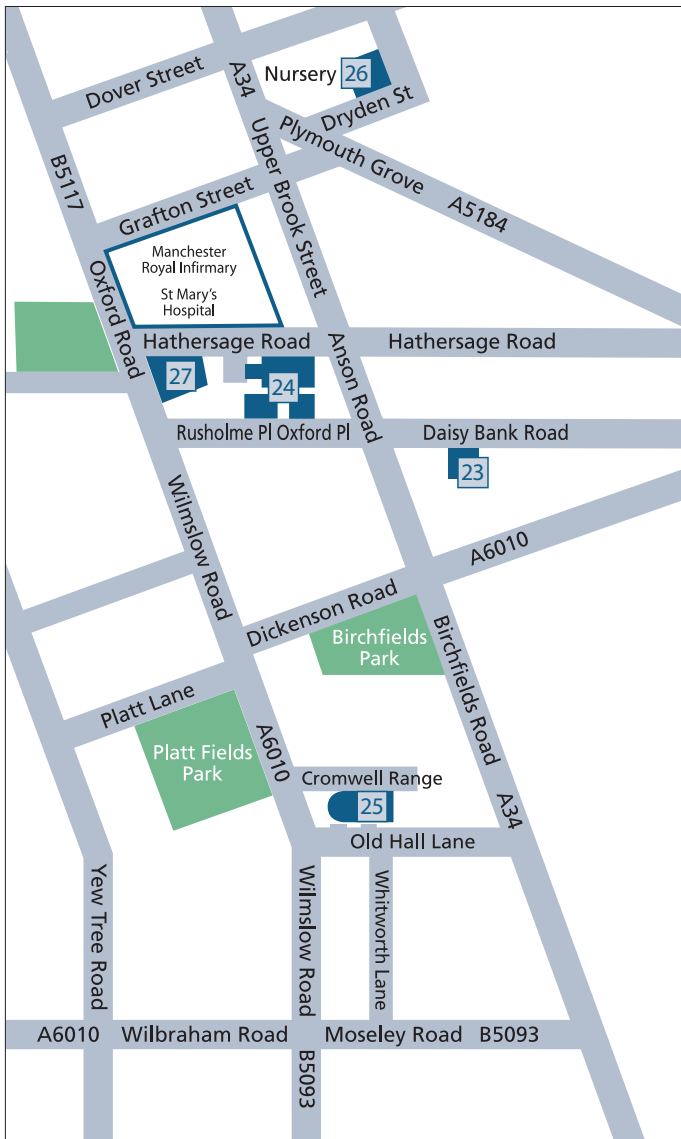 Dover Street
A34
Nursery
26
Dryden St
Plymouth Grove
A5184
B5117
Upper Brook Street
Grafton Street
Manchester
Royal Infirmary
St Mary's
Hospital
Oxford Road
Hathersage Road
Hathersage Road
Anson Road
27
24
Rusholme Pl
Oxford Pl
Daisy Bank Road
23
Wilmslow Road
A6010
Dickenson Road
Birchfields
Park
Birchfields Road
Platt Lane
Platt Fields
Park
A6010
Cromwell Range
25
A34
Old Hall Lane
Yew Tree Road
Wilmslow Road
Whitworth Lane
A6010
Wilbraham Road
Moseley Road
B5093
B5093